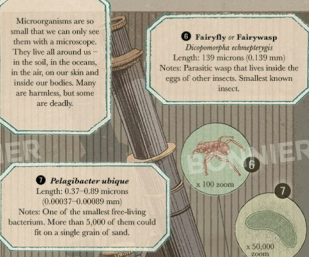 Microorganisms are so
small that we can only see
them with a microscope.
They live all around us –
in the soil, in the oceans,
in the air, on our skin and
inside our bodies. Many
are harmless, but some
are deadly.
6 Fairyfly or Fairywasp
Dicopomorpha echmepterygis
Length: 139 microns (0.139 mm)
Notes: Parasitic wasp that lives inside the
eggs of other insects. Smallest known
insect.
BONNIER
6
x 100 zoom
7 Pelagibacter ubique
Length: 0.37–0.89 microns
(0.00037–0.00089 mm)
Notes: One of the smallest free-living
bacterium. More than 5,000 of them could
fit on a single grain of sand.
7
x 50,000
zoom